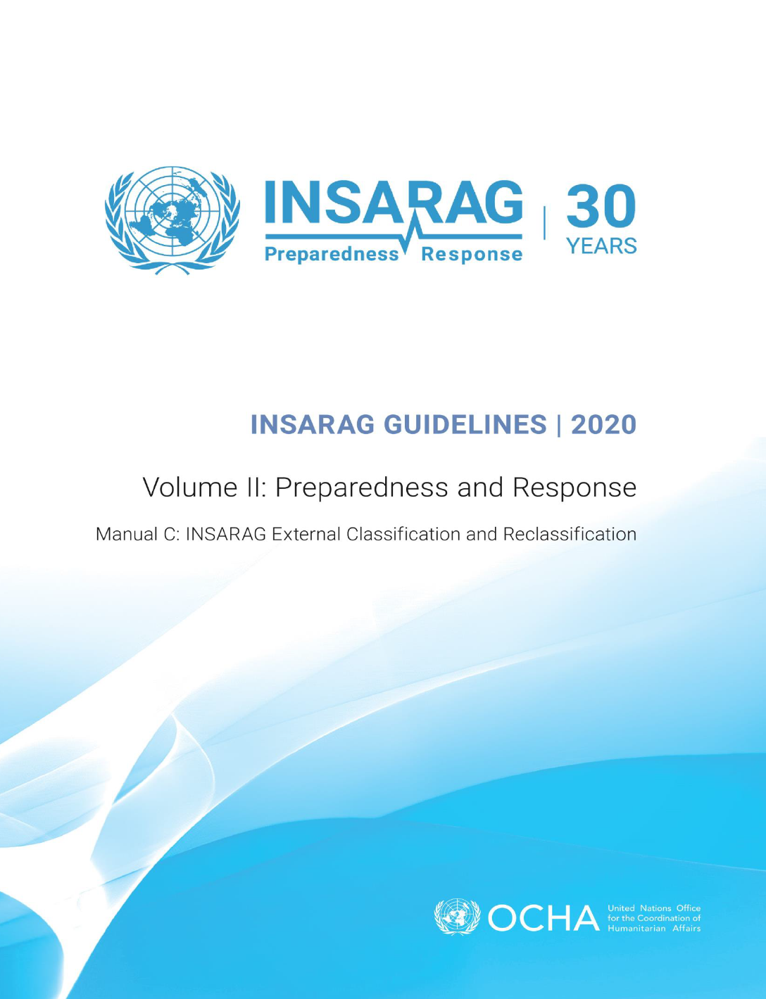 INSARAG
Preparedness Response
30
YEARS
INSARAG GUIDELINES | 2020
Volume II: Preparedness and Response
Manual C: INSARAG External Classification and Reclassification
OCHA
United Nations Office
for the Coordination of
Humanitarian Affairs